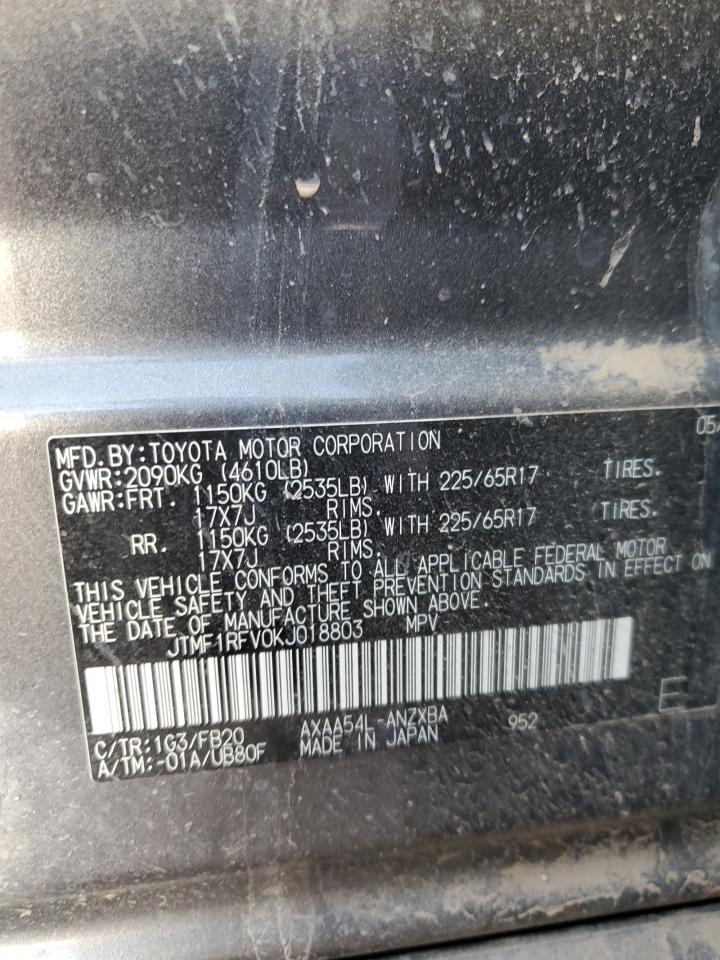 05/
MFD.BY:TOYOTA MOTOR CORPORATION
GVWR:2090KG (4610LB)
GAWR:FRT. 1150KG (2535LB) WITH 225/65R17 TIRES.
17X7J RIMS.
RR. 1150KG (2535LB) WITH 225/65R17 TIRES.
17X7J RIMS.
THIS VEHICLE CONFORMS TO ALL APPLICABLE FEDERAL MOTOR
VEHICLE SAFETY AND THEFT PREVENTION STANDARDS IN EFFECT ON
THE DATE OF MANUFACTURE SHOWN ABOVE.
JTMF1RFV0KJ018803 MPV
C/TR:1G3/FB20 AXAA54L-ANZXBA 952
A/TM:-01A/UB80F MADE IN JAPAN
E